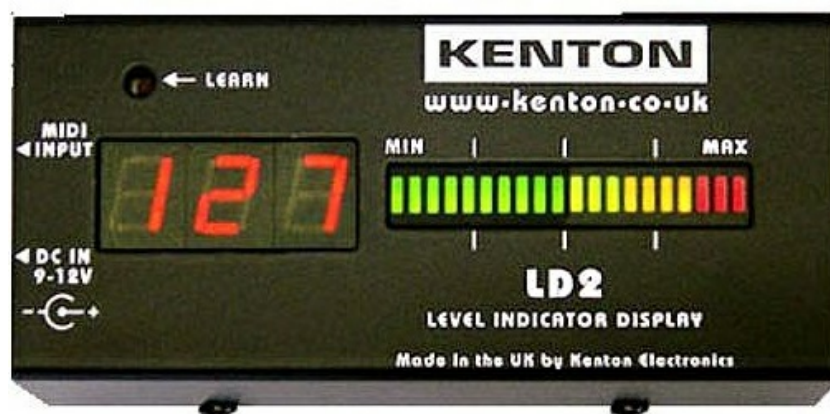 KENTON
www.kenton.co.uk
LEARN
MIDI
INPUT
127
MIN MAX
DC IN
9-12V
- +
LD2
LEVEL INDICATOR DISPLAY
Made in the UK by Kenton Electronics